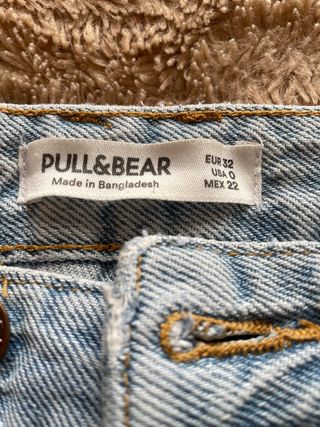 PULL&BEAR
Made in Bangladesh
EUR 32
USA 0
MEX 22